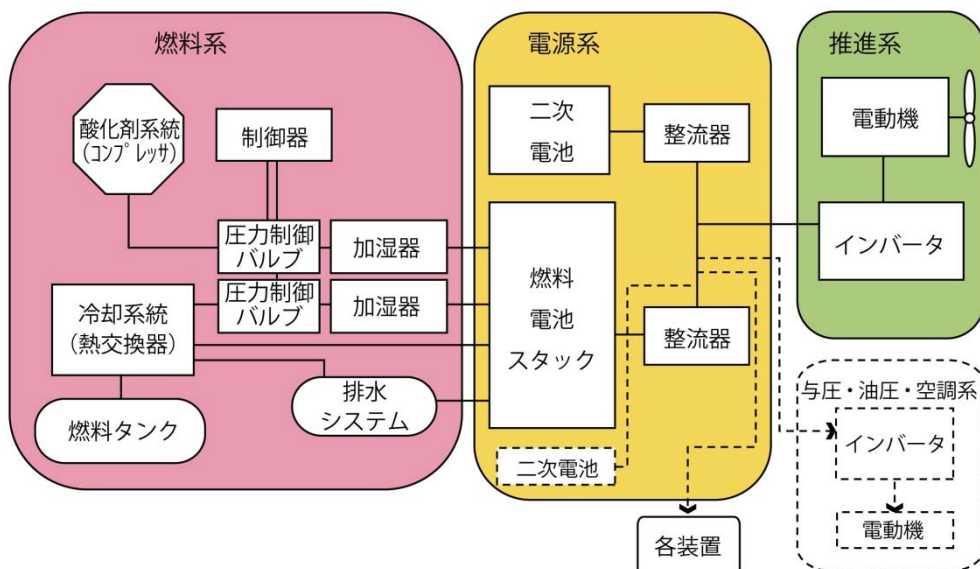 燃料系
酸化剤系統
(コンプレッサ)
制御器
圧力制御
バルブ
加湿器
圧力制御
バルブ
加湿器
冷却系統
(熱交換器)
燃料タンク
排水
システム
電源系
二次
電池
整流器
燃料
電池
スタック
整流器
二次電池
各装置
推進系
電動機
インバータ
与圧・油圧・空調系
インバータ
電動機